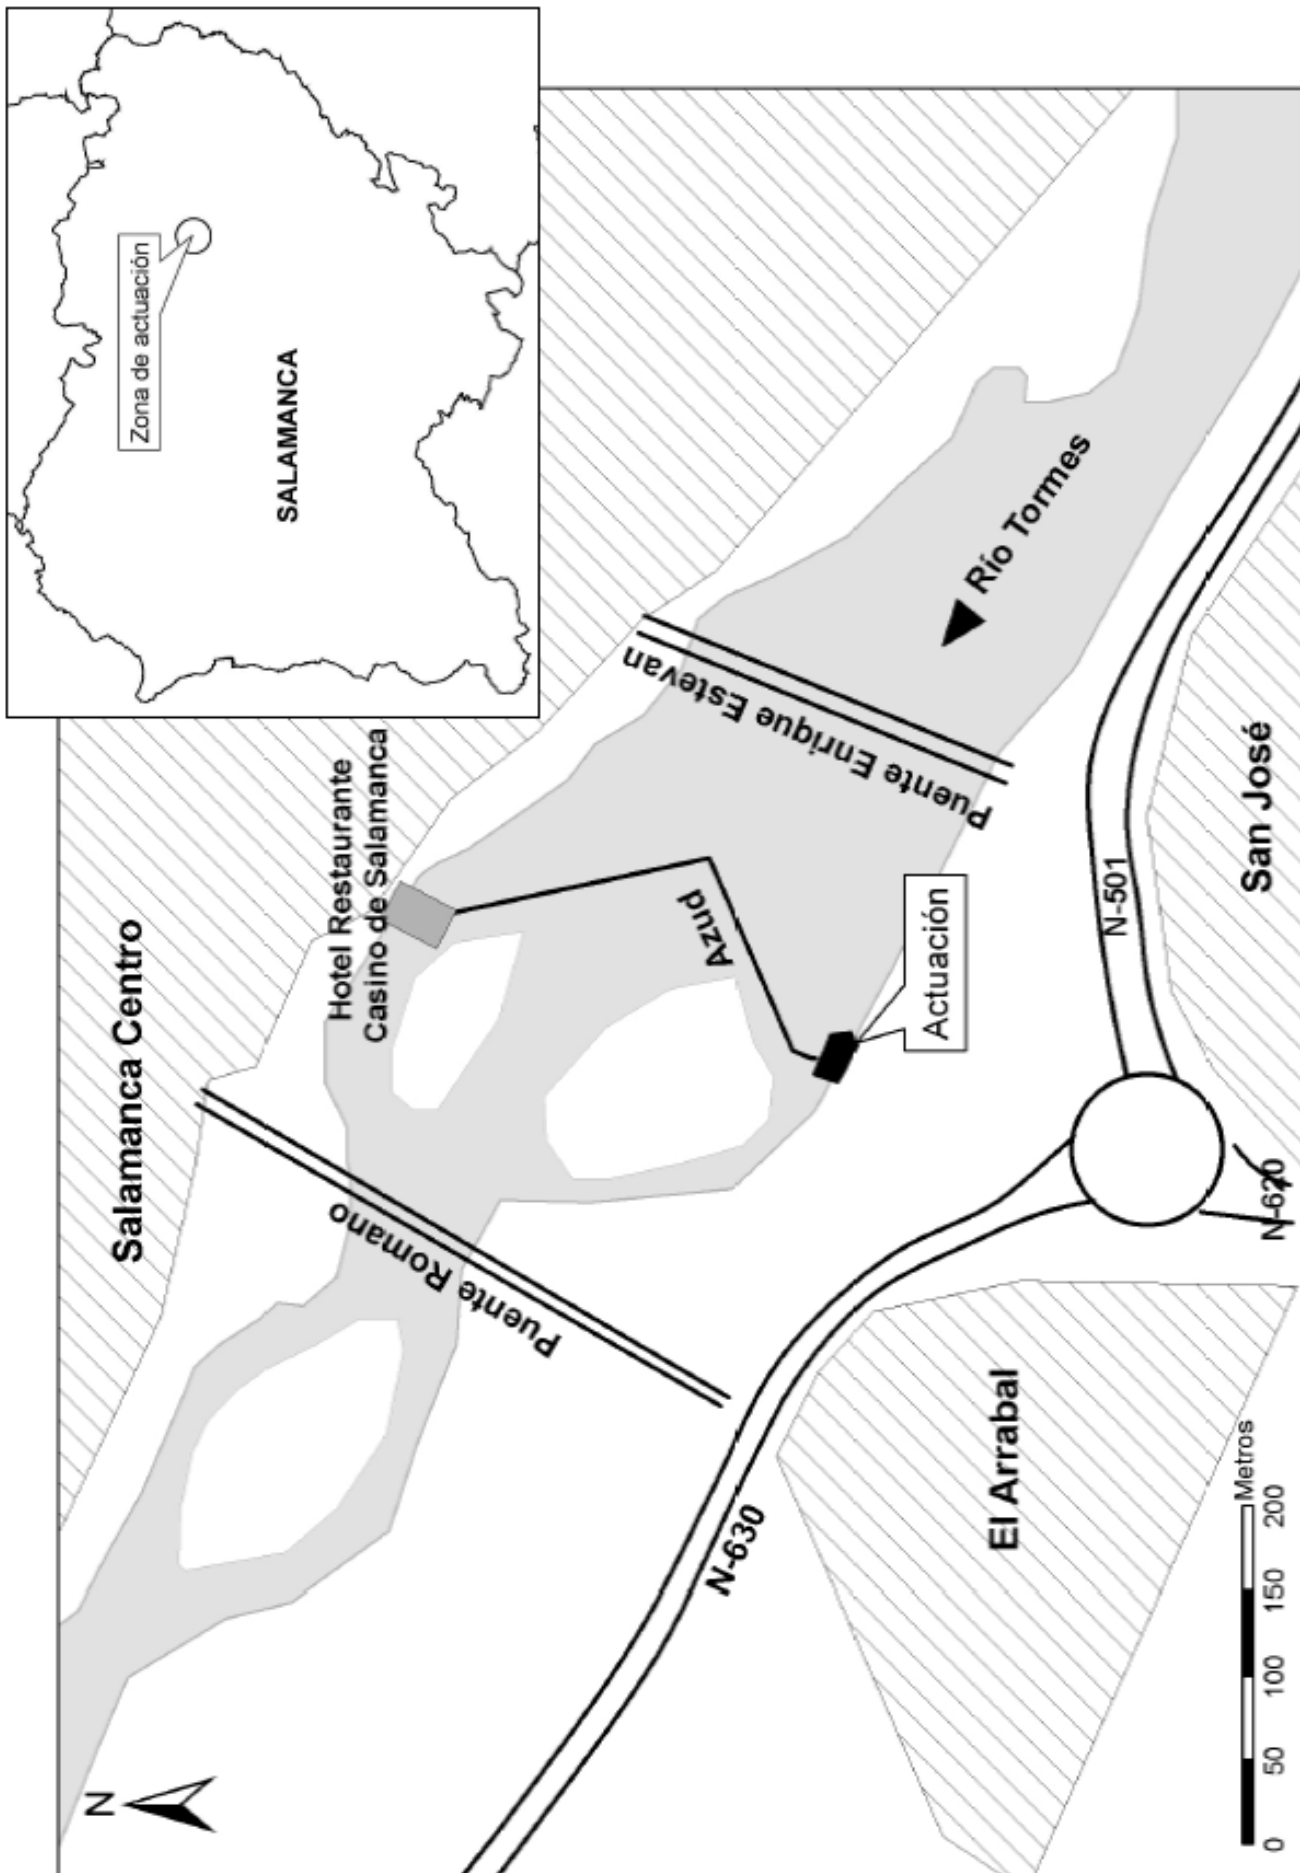 Zona de actuación
SALAMANCA
Salamanca Centro
Hotel Restaurante
Casino de Salamanca
Puente Enrique Estevan
Río Tormes
Azud
Actuación
Puente Romano
N-501
San José
N-620
N-630
El Arrabal
N
Metros
0 50 100 150 200